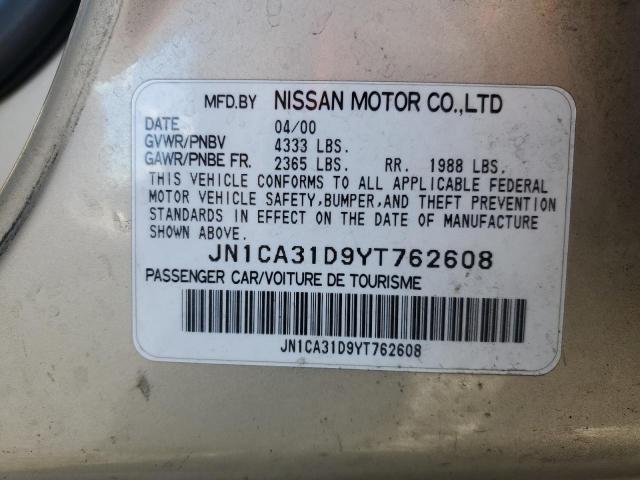 MFD.BY NISSAN MOTOR CO.,LTD
DATE 04/00
GVWR/PNBV 4333 LBS.
GAWR/PNBE FR. 2365 LBS. RR. 1988 LBS.
THIS VEHICLE CONFORMS TO ALL APPLICABLE FEDERAL
MOTOR VEHICLE SAFETY,BUMPER,AND THEFT PREVENTION
STANDARDS IN EFFECT ON THE DATE OF MANUFACTURE
SHOWN ABOVE.
JN1CA31D9YT762608
PASSENGER CAR/VOITURE DE TOURISME
JN1CA31D9YT762608